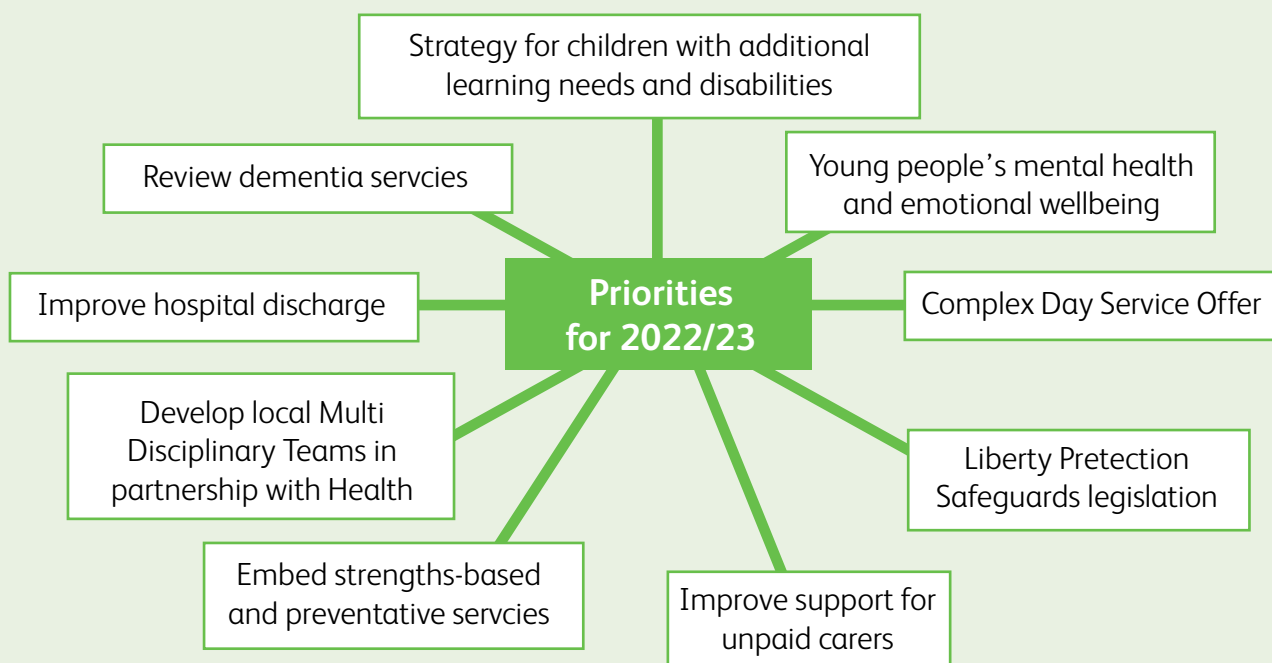 Strategy for children with additional
learning needs and disabilities
Review dementia servcies
Young people’s mental health
and emotional wellbeing
Improve hospital discharge
Priorities
for 2022/23
Complex Day Service Offer
Develop local Multi
Disciplinary Teams in
partnership with Health
Liberty Pretection
Safeguards legislation
Embed strengths-based
and preventative servcies
Improve support for
unpaid carers